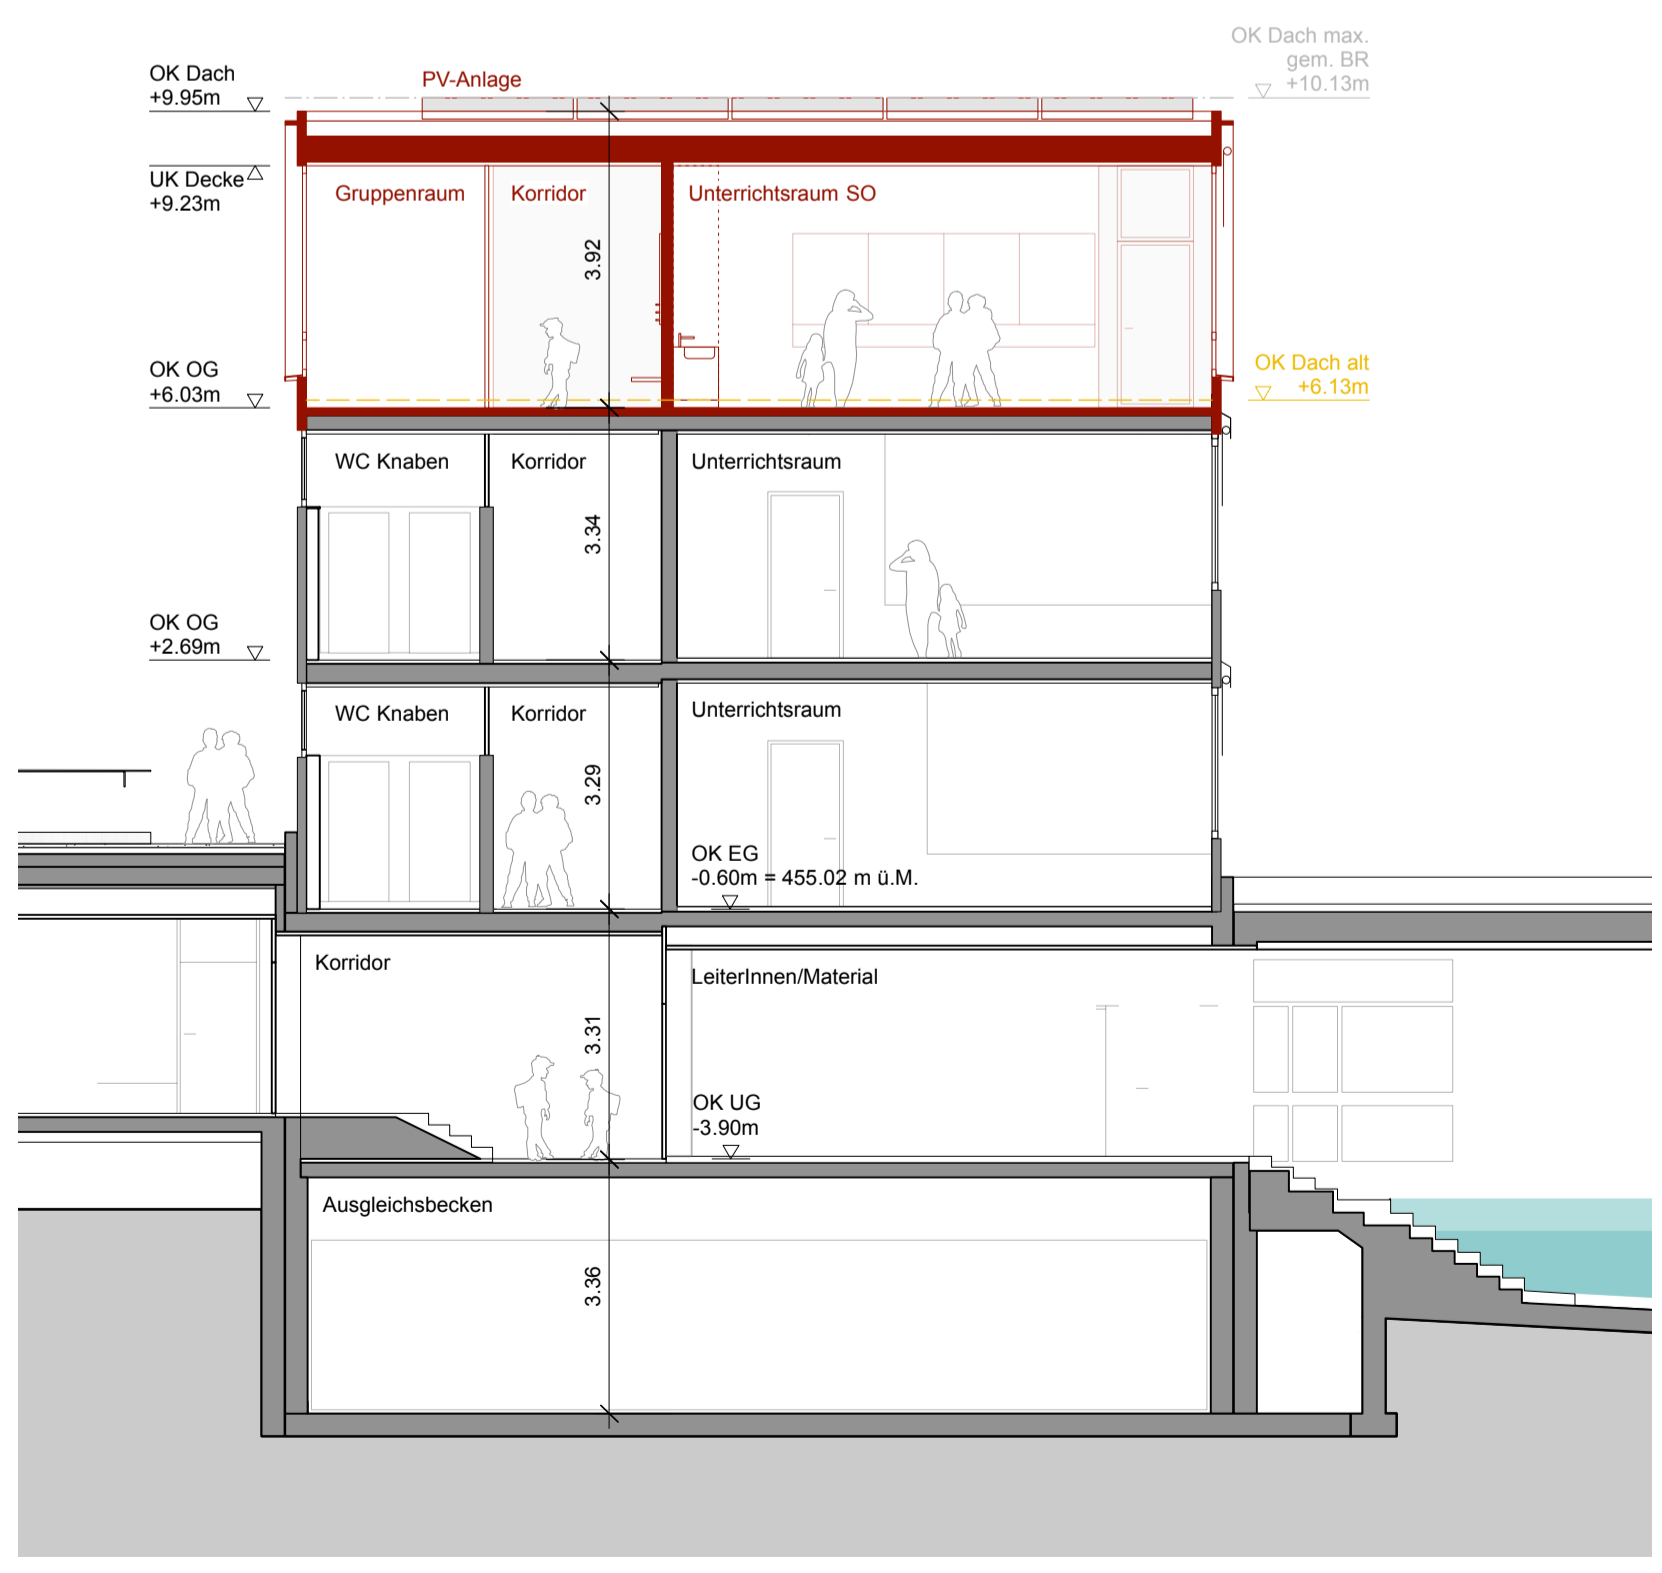 OK Dach max.
gem. BR
+10.13m
OK Dach
+9.95m
PV-Anlage
UK Decke
+9.23m
Gruppenraum
Korridor
Unterrichtsraum SO
3.92
OK OG
+6.03m
OK Dach alt
+6.13m
WC Knaben
Korridor
Unterrichtsraum
3.34
OK OG
+2.69m
WC Knaben
Korridor
Unterrichtsraum
3.29
OK EG
-0.60m = 455.02 m ü.M.
Korridor
LeiterInnen/Material
3.31
OK UG
-3.90m
Ausgleichsbecken
3.36